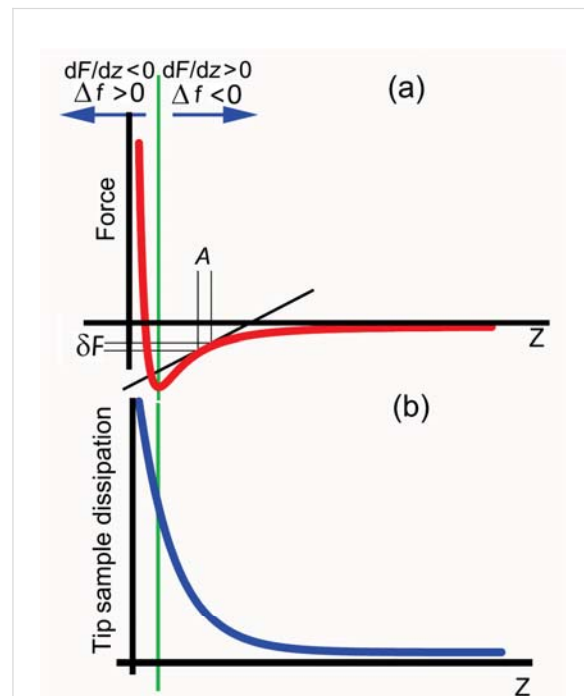 dF/dz<0 dF/dz>0
Δf >0 Δf<0
(a)
Force
A
Z
δF
(b)
Tip sample dissipation
Z